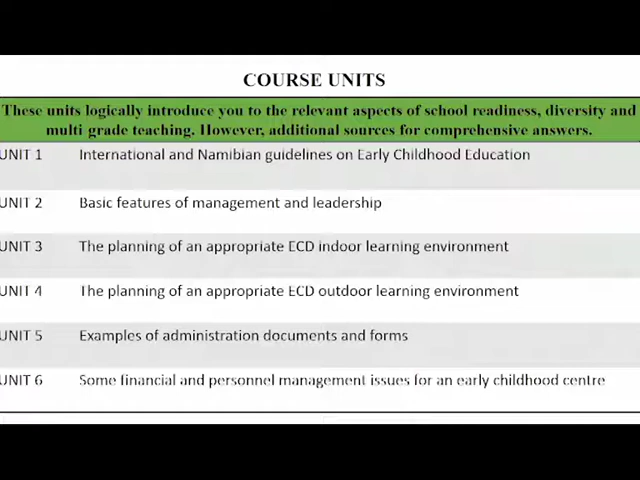 COURSE UNITS
These units logically introduce you to the relevant aspects of school readiness, diversity and
multi grade teaching. However, additional sources for comprehensive answers.
UNIT 1 International and Namibian guidelines on Early Childhood Education
UNIT 2 Basic features of management and leadership
UNIT 3 The planning of an appropriate ECD indoor learning environment
UNIT 4 The planning of an appropriate ECD outdoor learning environment
UNIT 5 Examples of administration documents and forms
UNIT 6 Some financial and personnel management issues for an early childhood centre